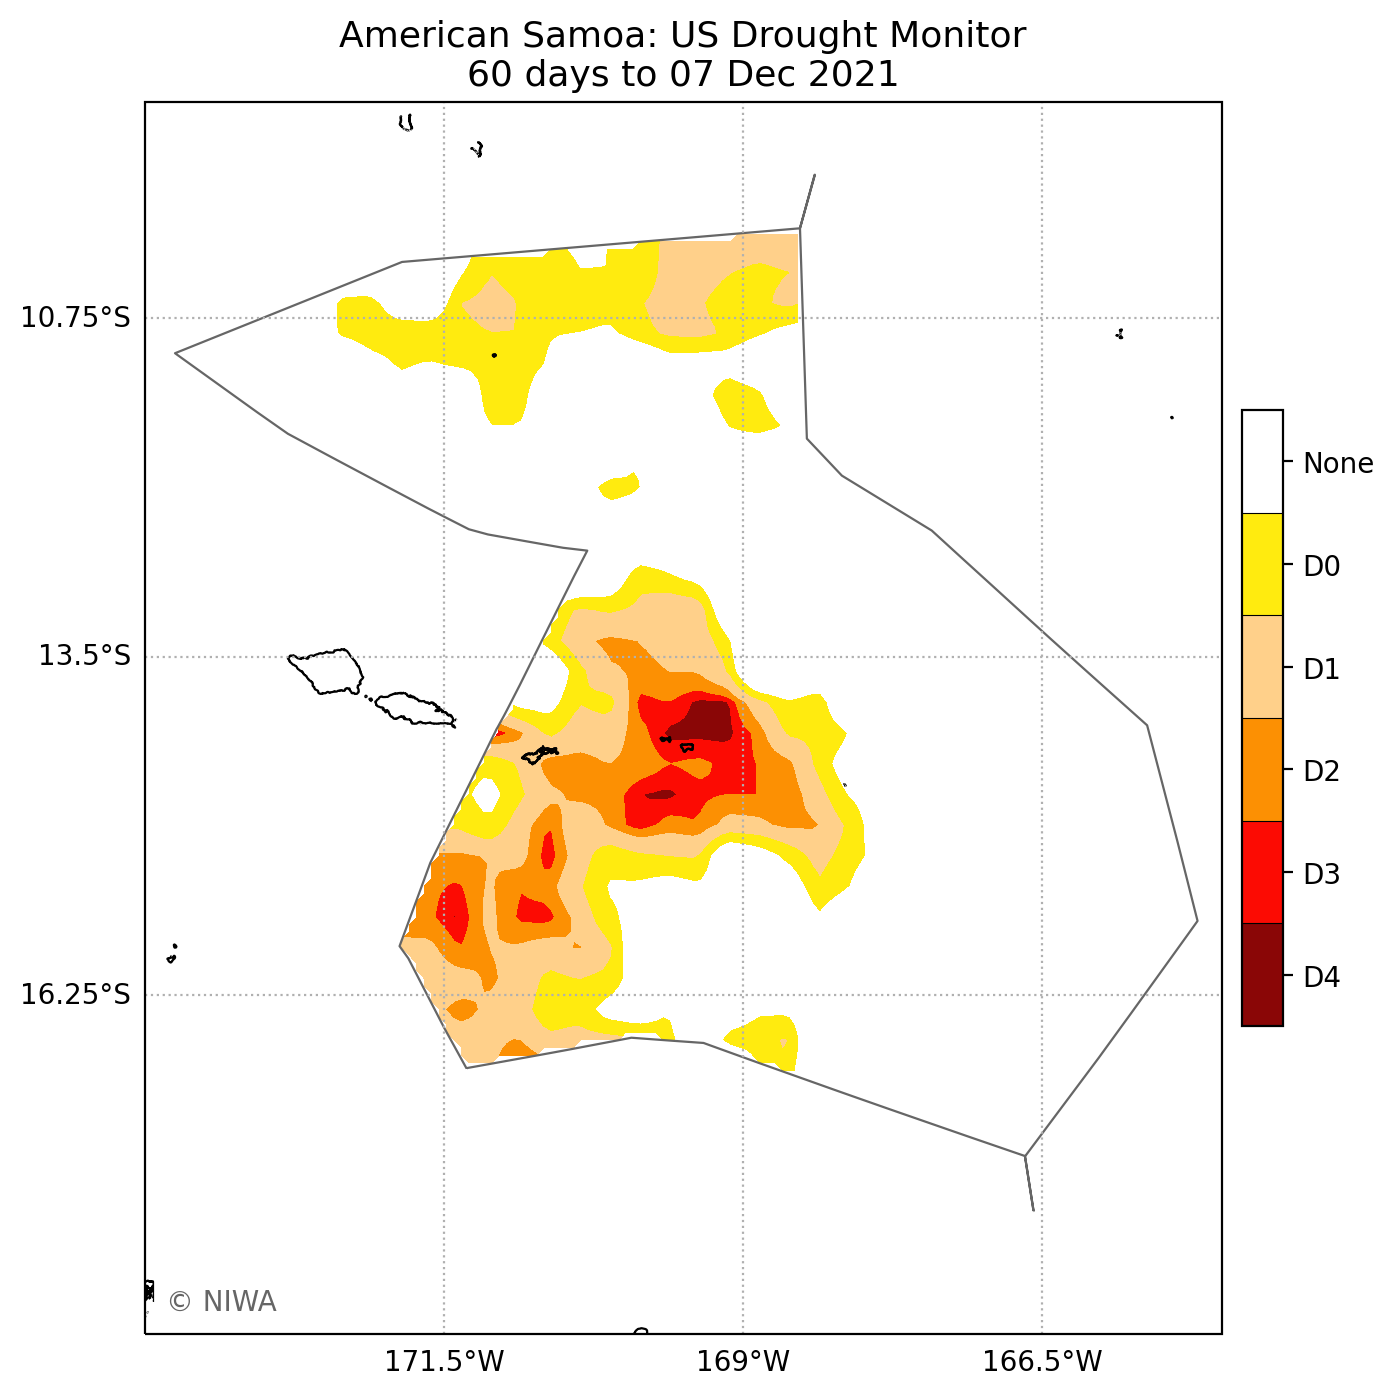 American Samoa: US Drought Monitor
60 days to 07 Dec 2021
10.75°S
13.5°S
16.25°S
171.5°W
169°W
166.5°W
None
D0
D1
D2
D3
D4
© NIWA